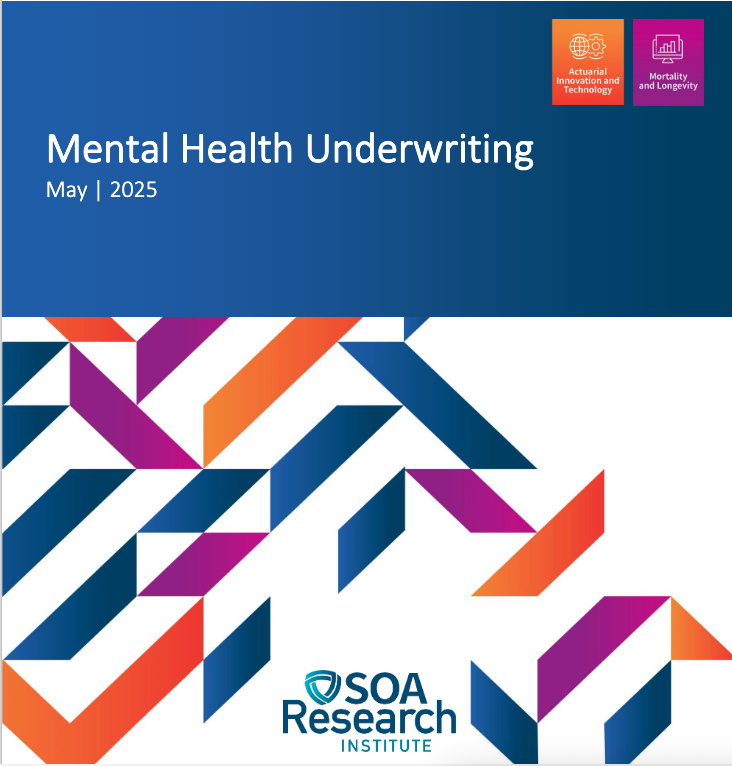 Actuarial
Innovation and
Technology
Mortality
and Longevity
Mental Health Underwriting
May | 2025
SOA
Research
INSTITUTE